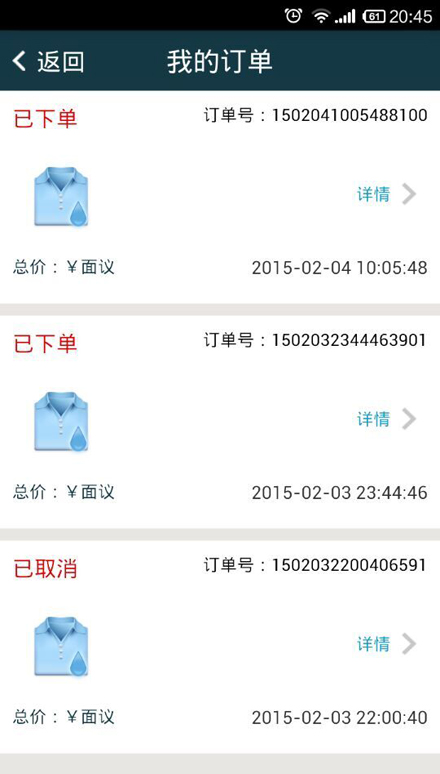 61 20:45
返回 我的订单
已下单 订单号：1502041005488100
详情
总价：￥面议 2015-02-04 10:05:48
已下单 订单号：1502032344463901
详情
总价：￥面议 2015-02-03 23:44:46
已取消 订单号：1502032200406591
详情
总价：￥面议 2015-02-03 22:00:40